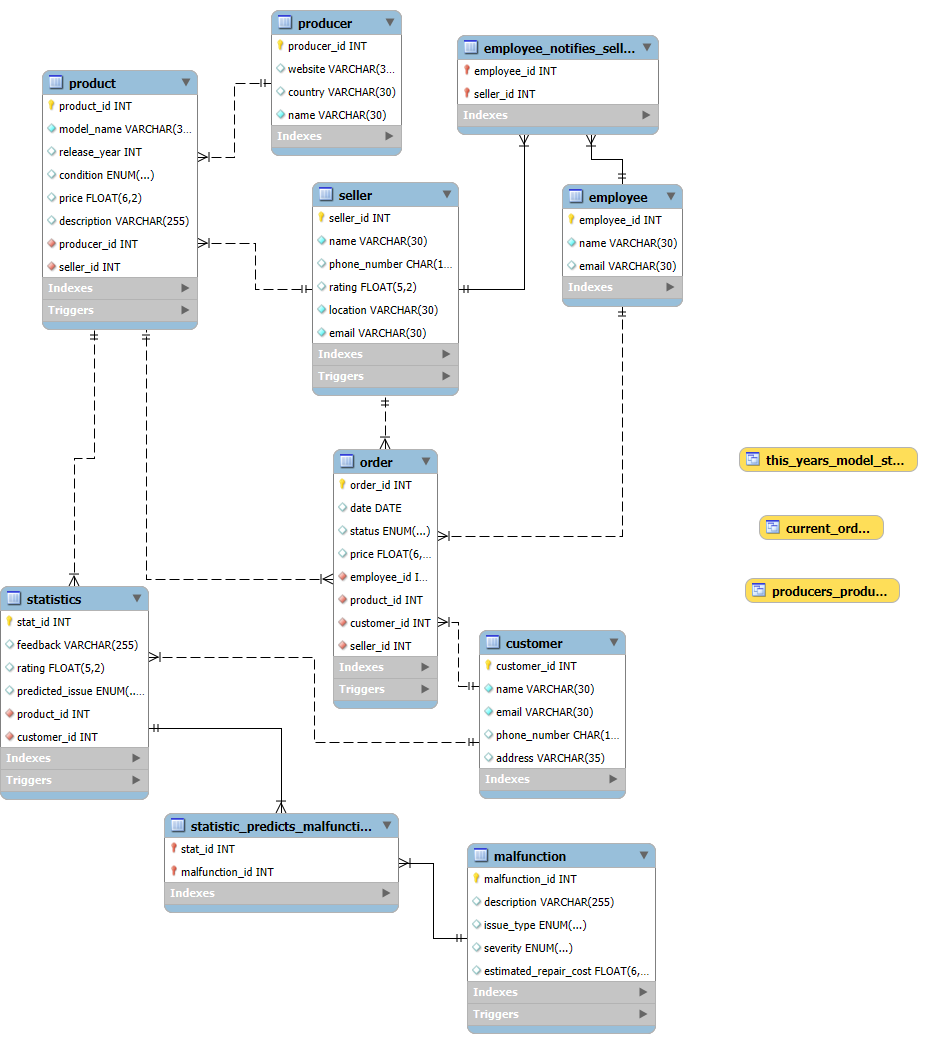 producer
producer_id INT
website VARCHAR(3...
country VARCHAR(30)
name VARCHAR(30)
Indexes
employee_notifies_sell...
employee_id INT
seller_id INT
Indexes
product
product_id INT
model_name VARCHAR(3...
release_year INT
condition ENUM(...)
price FLOAT(6,2)
description VARCHAR(255)
producer_id INT
seller_id INT
Indexes
Triggers
seller
seller_id INT
name VARCHAR(30)
phone_number CHAR(1...
rating FLOAT(5,2)
location VARCHAR(30)
email VARCHAR(30)
Indexes
Triggers
employee
employee_id INT
name VARCHAR(30)
email VARCHAR(30)
Indexes
order
order_id INT
date DATE
status ENUM(...)
price FLOAT(6,...
employee_id I...
product_id INT
customer_id INT
seller_id INT
Indexes
Triggers
this_years_model_st...
current_ord...
producers_produ...
statistics
stat_id INT
feedback VARCHAR(255)
rating FLOAT(5,2)
predicted_issue ENUM(...
product_id INT
customer_id INT
Indexes
Triggers
customer
customer_id INT
name VARCHAR(30)
email VARCHAR(30)
phone_number CHAR(1...
address VARCHAR(35)
Indexes
statistic_predicts_malfuncti...
stat_id INT
malfunction_id INT
Indexes
malfunction
malfunction_id INT
description VARCHAR(255)
issue_type ENUM(...)
severity ENUM(...)
estimated_repair_cost FLOAT(6,...
Indexes
Triggers